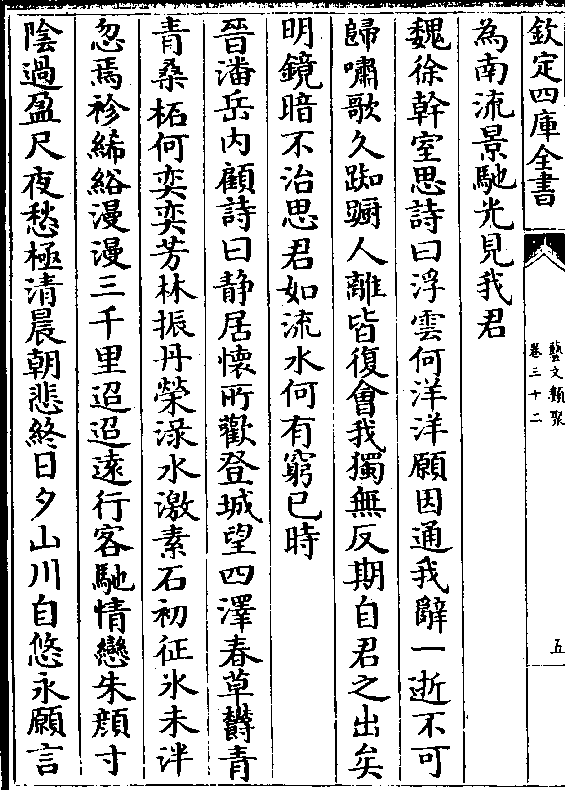 欽定四庫全書
藝文類聚
卷三十二
五
為南流景馳光見我君
魏徐幹室思詩曰浮雲何洋洋願因通我辭一逝不可
歸嘯歌久踟躕人離皆復會我獨無反期自君之出矣
明鏡暗不治思君如流水何有窮已時
晉潘岳内顧詩曰静居懷所歡登城望四澤春草鬱青
青桑柘何奕奕芳林振丹榮淥水激素石初征氷未泮
忽焉袗絺綌漫漫三千里迢迢逺行客馳情戀朱顔寸
陰過盈尺夜愁極清晨朝悲終日夕山川自悠永願言